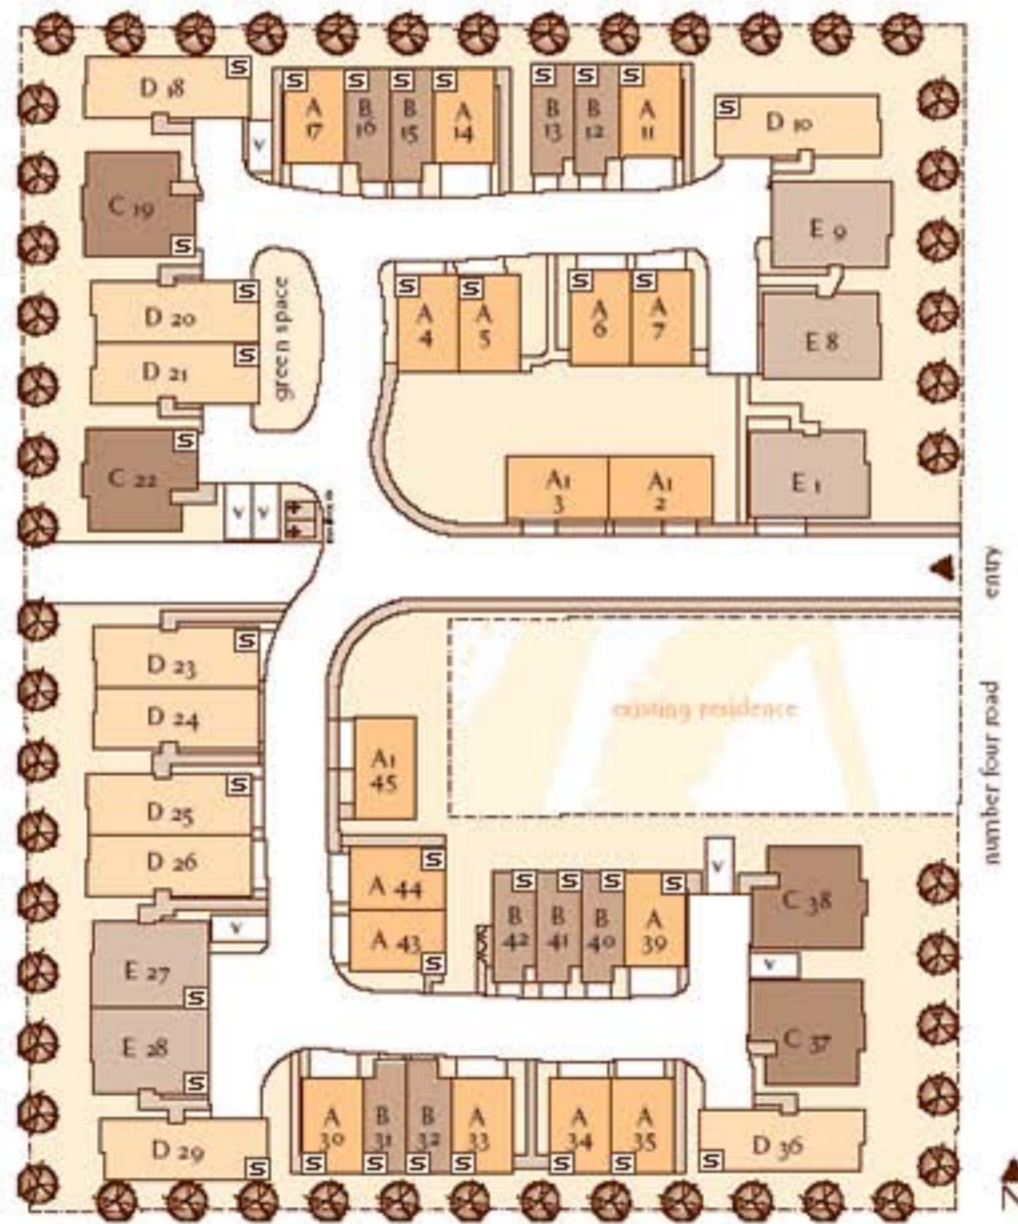 D 18
S
A
17
S
B
16
S
B
15
S
A
14
S
B
13
S
B
12
S
A
11
S
D 10
S
V
C 19
S
E 9
D 20
S
D 21
S
green space
A
4
S
A
5
S
A
6
S
A
7
S
E 8
C 22
S
V V
A1
3
A1
2
E 1
entry
number four road
D 23
S
D 24
existing residence
A1
45
D 25
S
D 26
A 44
S
A 43
S
V
B
42
S
B
41
S
B
40
S
A
39
S
V
C 38
V
C 37
E 27
S
E 28
S
A
30
S
B
31
S
B
32
S
A
33
S
A
34
S
A
35
S
D 29
S
D 36
S
N